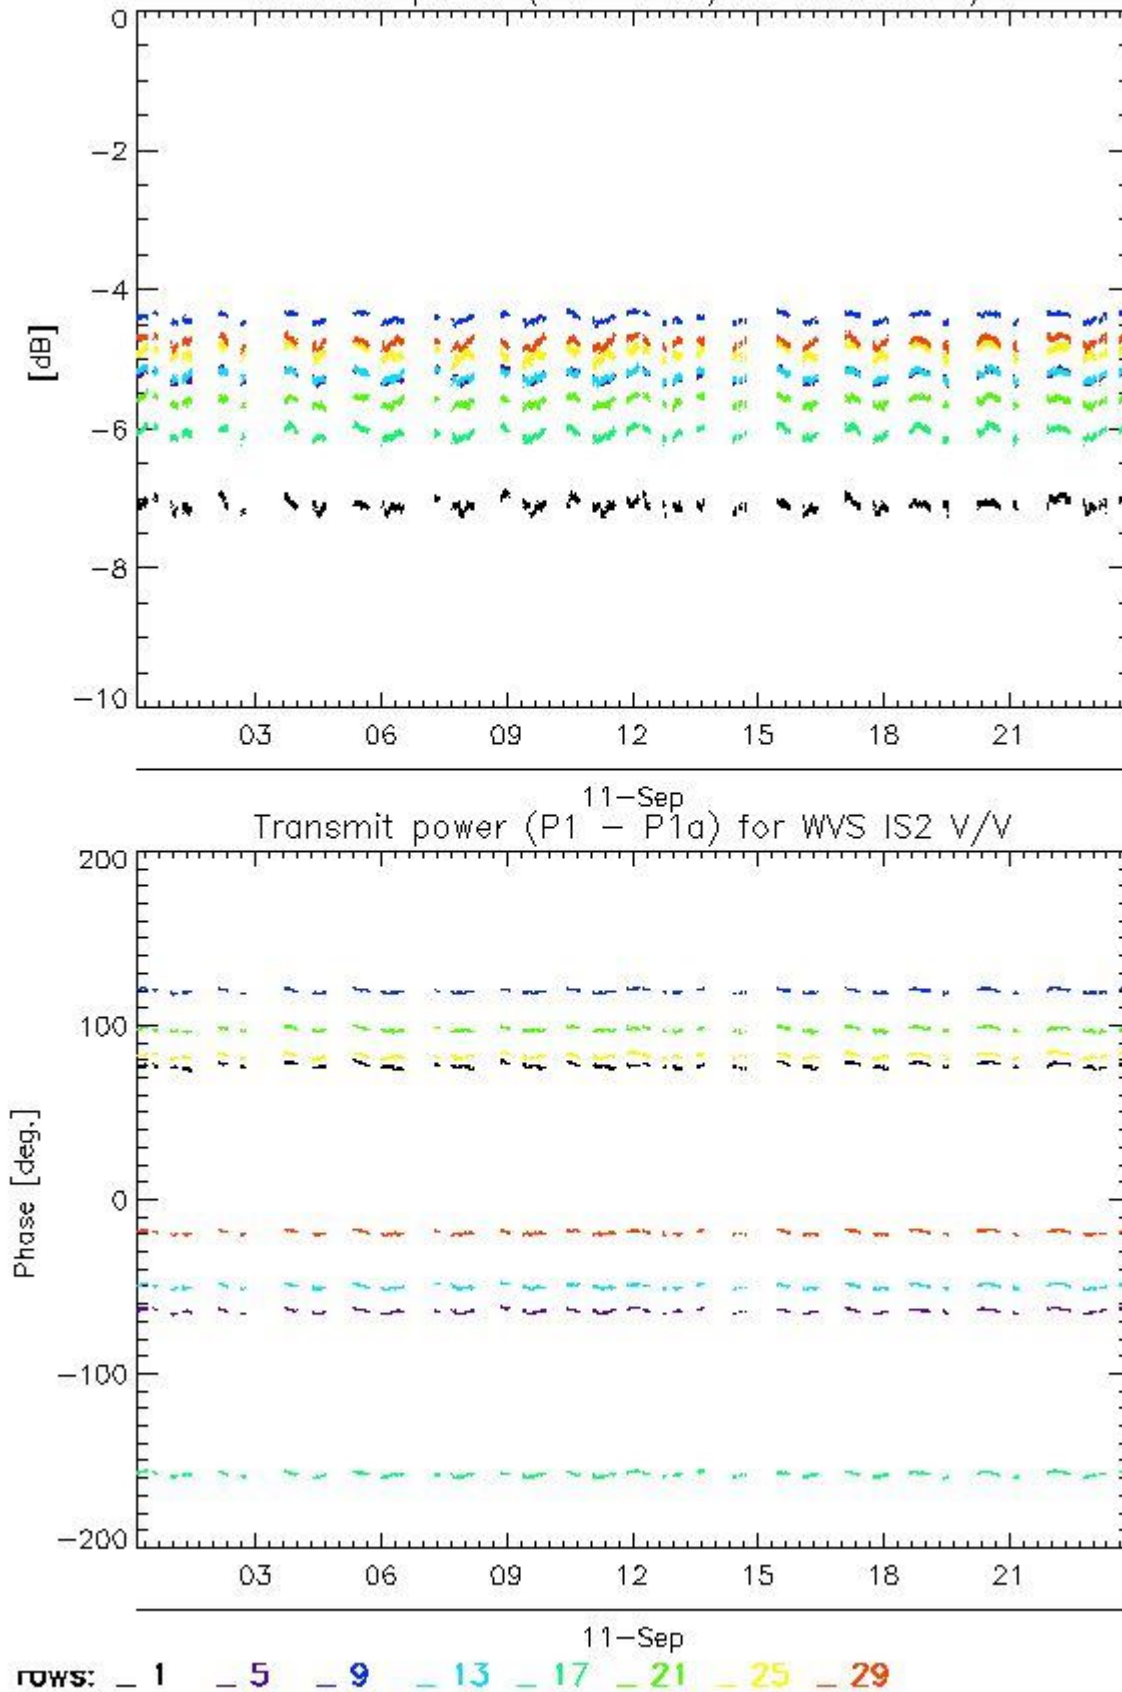 0
-2
-4
-6
-8
-10
[dB]
03 06 09 12 15 18 21
11-Sep
Transmit power (P1 - P1a) for WVS IS2 V/V
200
100
0
-100
-200
Phase [deg.]
03 06 09 12 15 18 21
11-Sep
rows: _ 1 _ 5 _ 9 _ 13 _ 17 _ 21 _ 25 _ 29